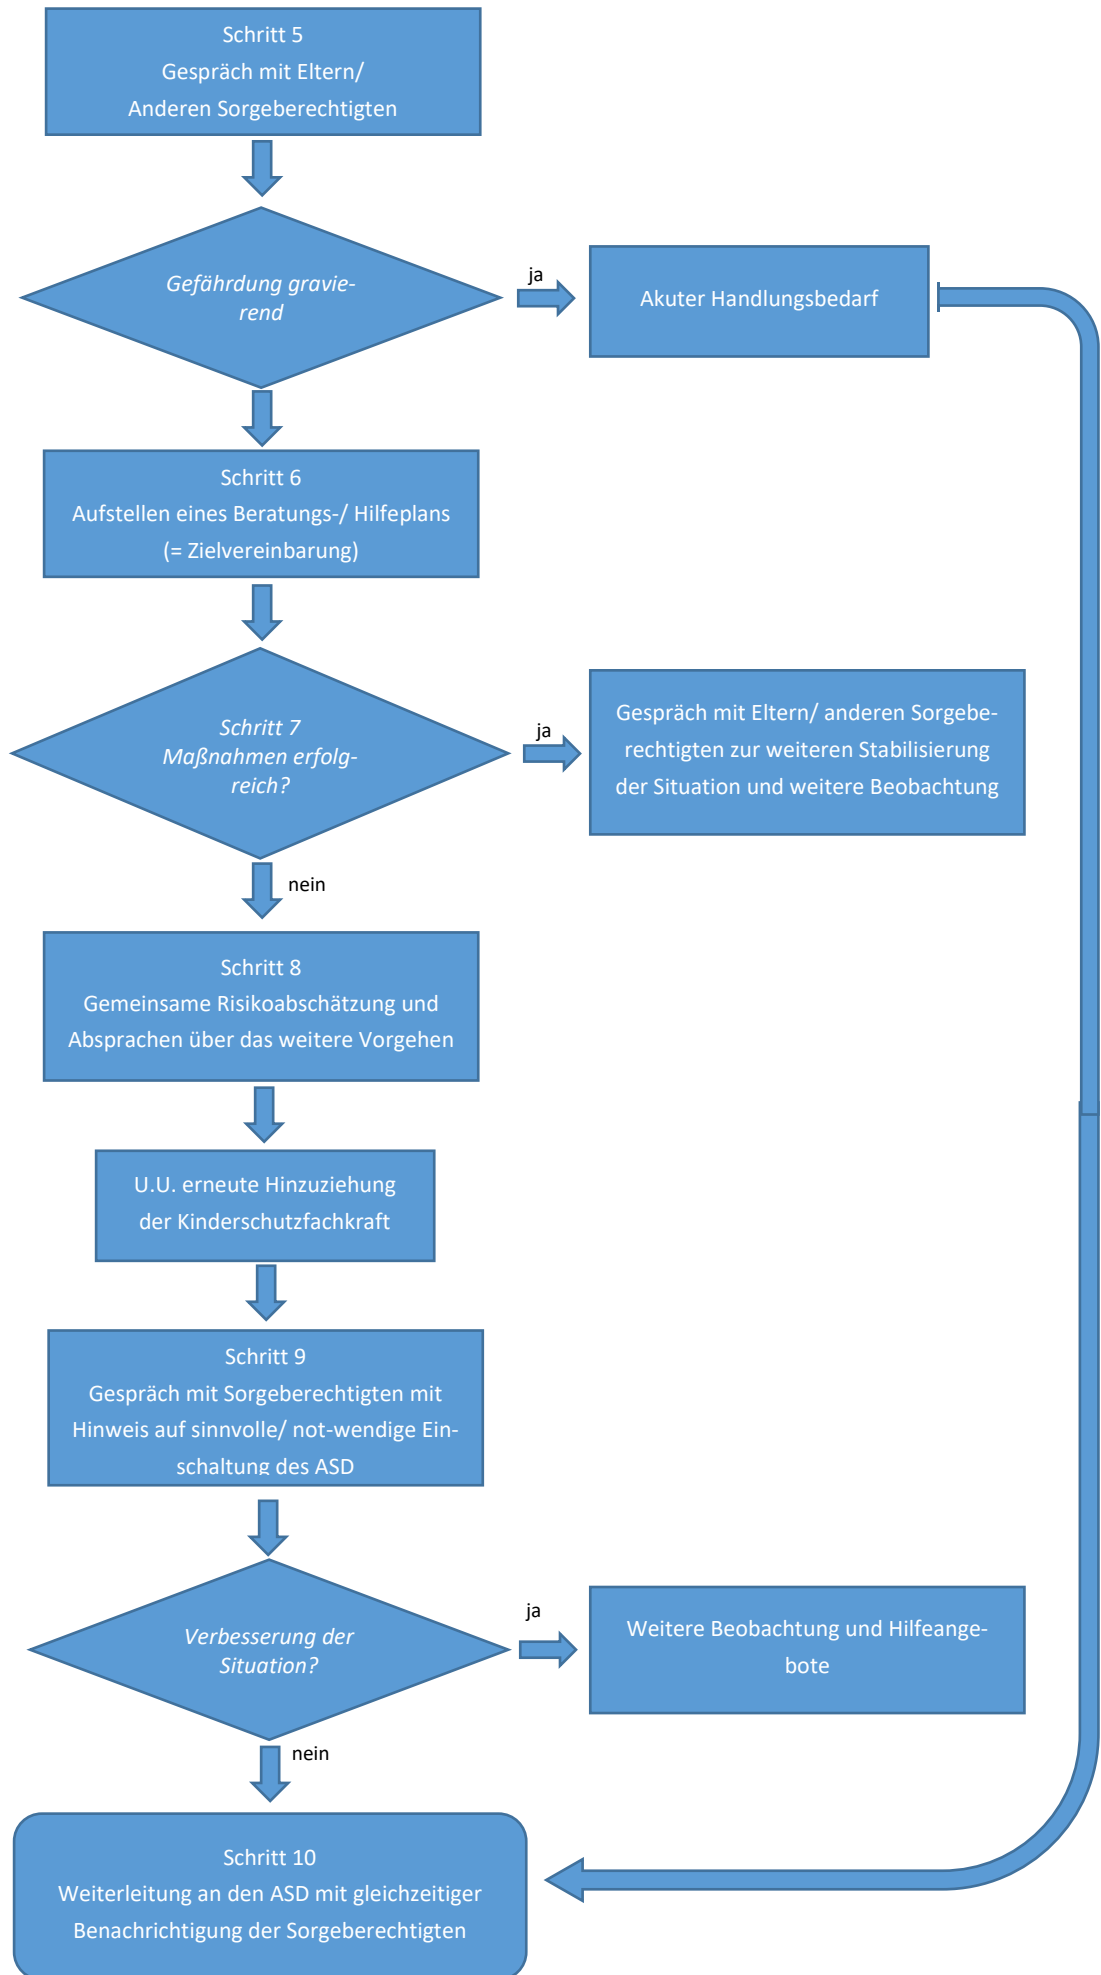 Schritt 5
Gespräch mit Eltern/
Anderen Sorgeberechtigten
Gefährdung gravie-
rend
ja
Akuter Handlungsbedarf
Schritt 6
Aufstellen eines Beratungs-/ Hilfeplans
(= Zielvereinbarung)
Schritt 7
Maßnahmen erfolg-
reich?
ja
Gespräch mit Eltern/ anderen Sorgebe-
rechtigten zur weiteren Stabilisierung
der Situation und weitere Beobachtung
nein
Schritt 8
Gemeinsame Risikoabschätzung und
Absprachen über das weitere Vorgehen
U.U. erneute Hinzuziehung
der Kinderschutzfachkraft
Schritt 9
Gespräch mit Sorgeberechtigten mit
Hinweis auf sinnvolle/ not-wendige Ein-
schaltung des ASD
Verbesserung der
Situation?
ja
Weitere Beobachtung und Hilfeange-
bote
nein
Schritt 10
Weiterleitung an den ASD mit gleichzeitiger
Benachrichtigung der Sorgeberechtigten